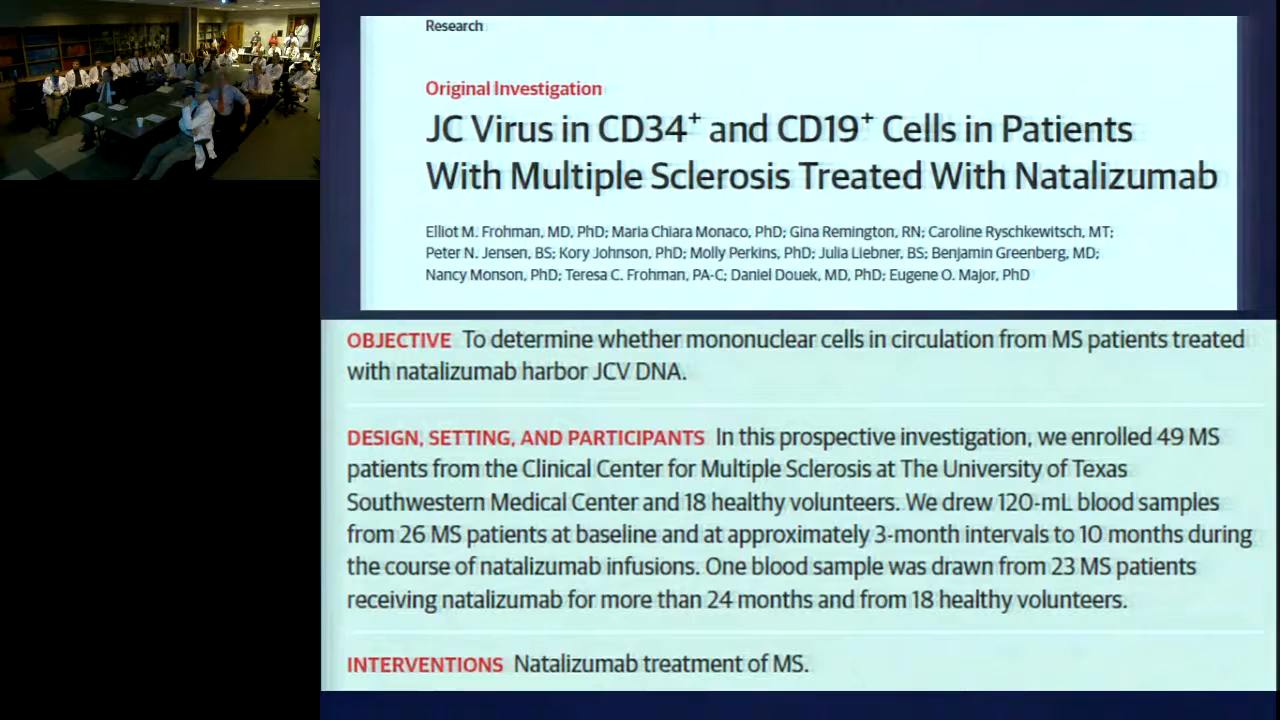 Research
Original Investigation
JC Virus in CD34+ and CD19+ Cells in Patients
With Multiple Sclerosis Treated With Natalizumab
Elliot M. Frohman, MD, PhD; Maria Chiara Monaco, PhD; Gina Remington, RN; Caroline Ryschkewitsch, MT;
Peter N. Jensen, BS; Kory Johnson, PhD; Molly Perkins, PhD; Julia Liebner, BS; Benjamin Greenberg, MD;
Nancy Monson, PhD; Teresa C. Frohman, PA-C; Daniel Douek, MD, PhD; Eugene O. Major, PhD
OBJECTIVE To determine whether mononuclear cells in circulation from MS patients treated
with natalizumab harbor JCV DNA.
DESIGN, SETTING, AND PARTICIPANTS In this prospective investigation, we enrolled 49 MS
patients from the Clinical Center for Multiple Sclerosis at The University of Texas
Southwestern Medical Center and 18 healthy volunteers. We drew 120-mL blood samples
from 26 MS patients at baseline and at approximately 3-month intervals to 10 months during
the course of natalizumab infusions. One blood sample was drawn from 23 MS patients
receiving natalizumab for more than 24 months and from 18 healthy volunteers.
INTERVENTIONS Natalizumab treatment of MS.